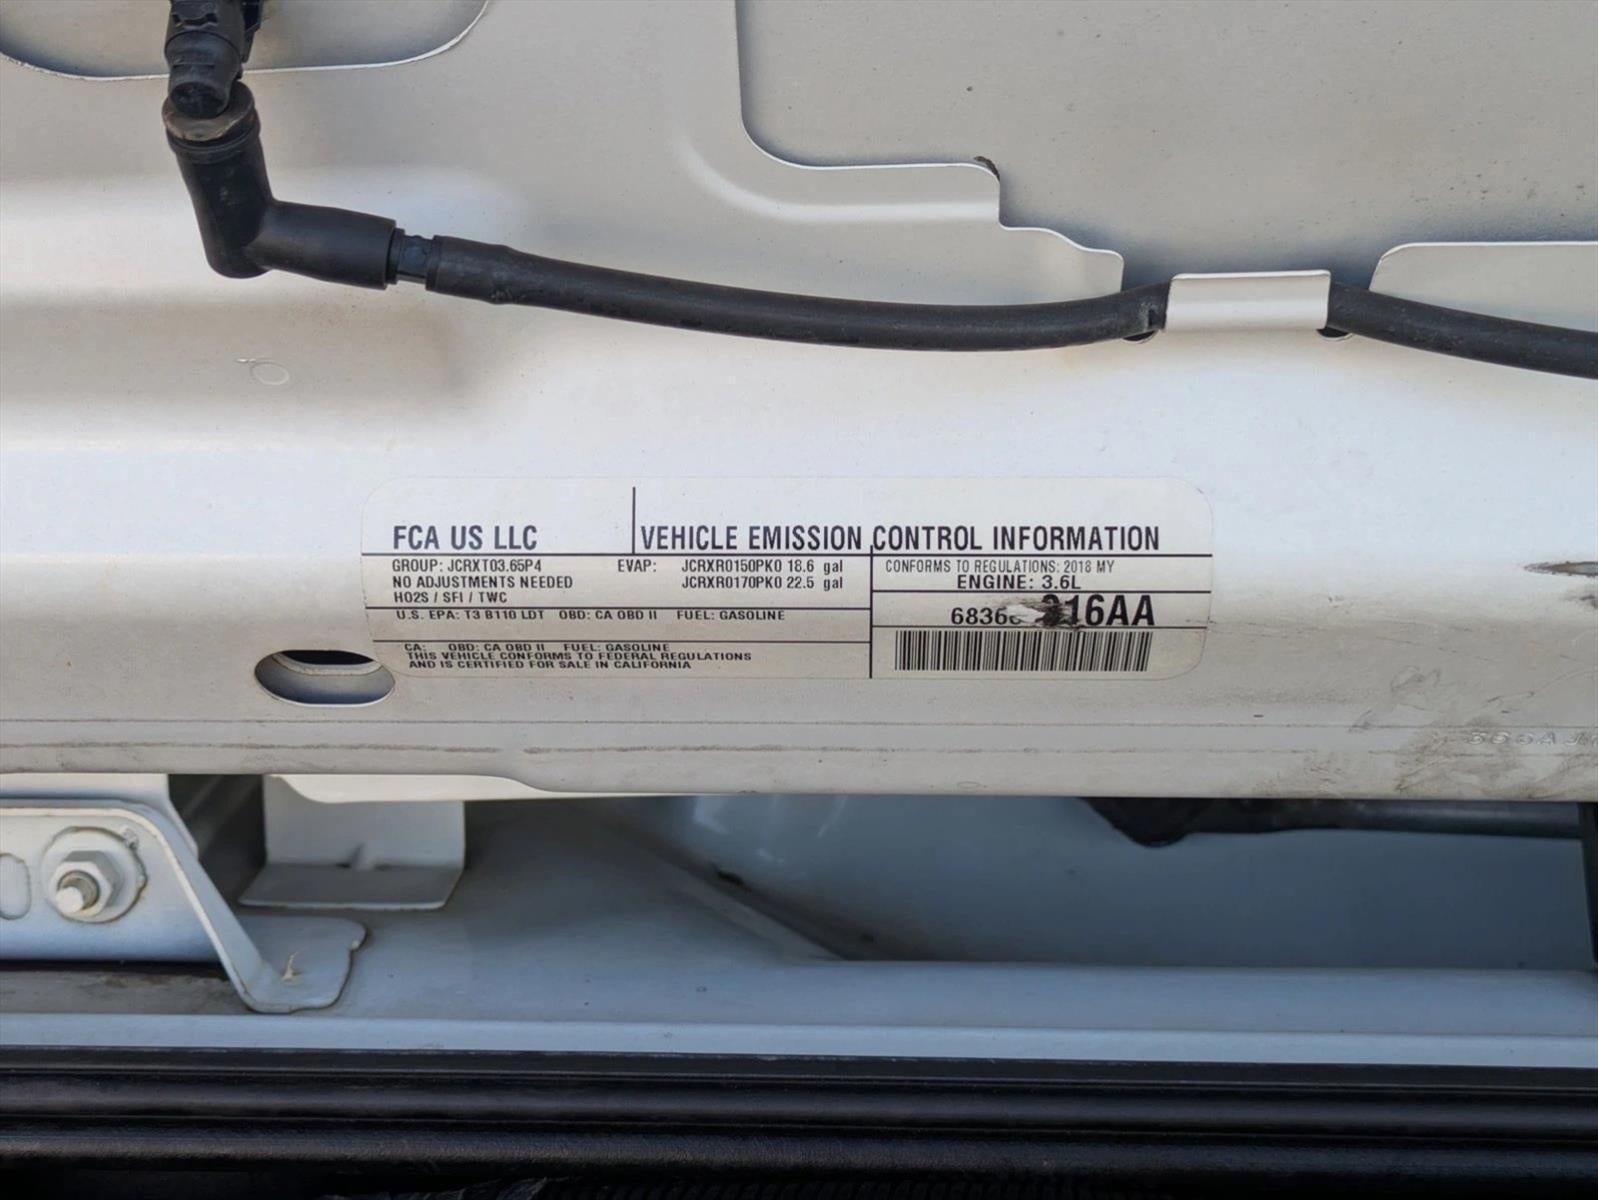 FCA US LLC
VEHICLE EMISSION CONTROL INFORMATION
GROUP: JCRXT03.65P4 EVAP: JCRXR0150PK0 18.6 gal
NO ADJUSTMENTS NEEDED JCRXR0170PK0 22.5 gal
HO2S / SFI / TWC
U.S. EPA: T3 B110 LDT OBD: CA OBD II FUEL: GASOLINE
CA: OBD: CA OBD II FUEL: GASOLINE
THIS VEHICLE CONFORMS TO FEDERAL REGULATIONS
AND IS CERTIFIED FOR SALE IN CALIFORNIA
CONFORMS TO REGULATIONS: 2018 MY
ENGINE: 3.6L